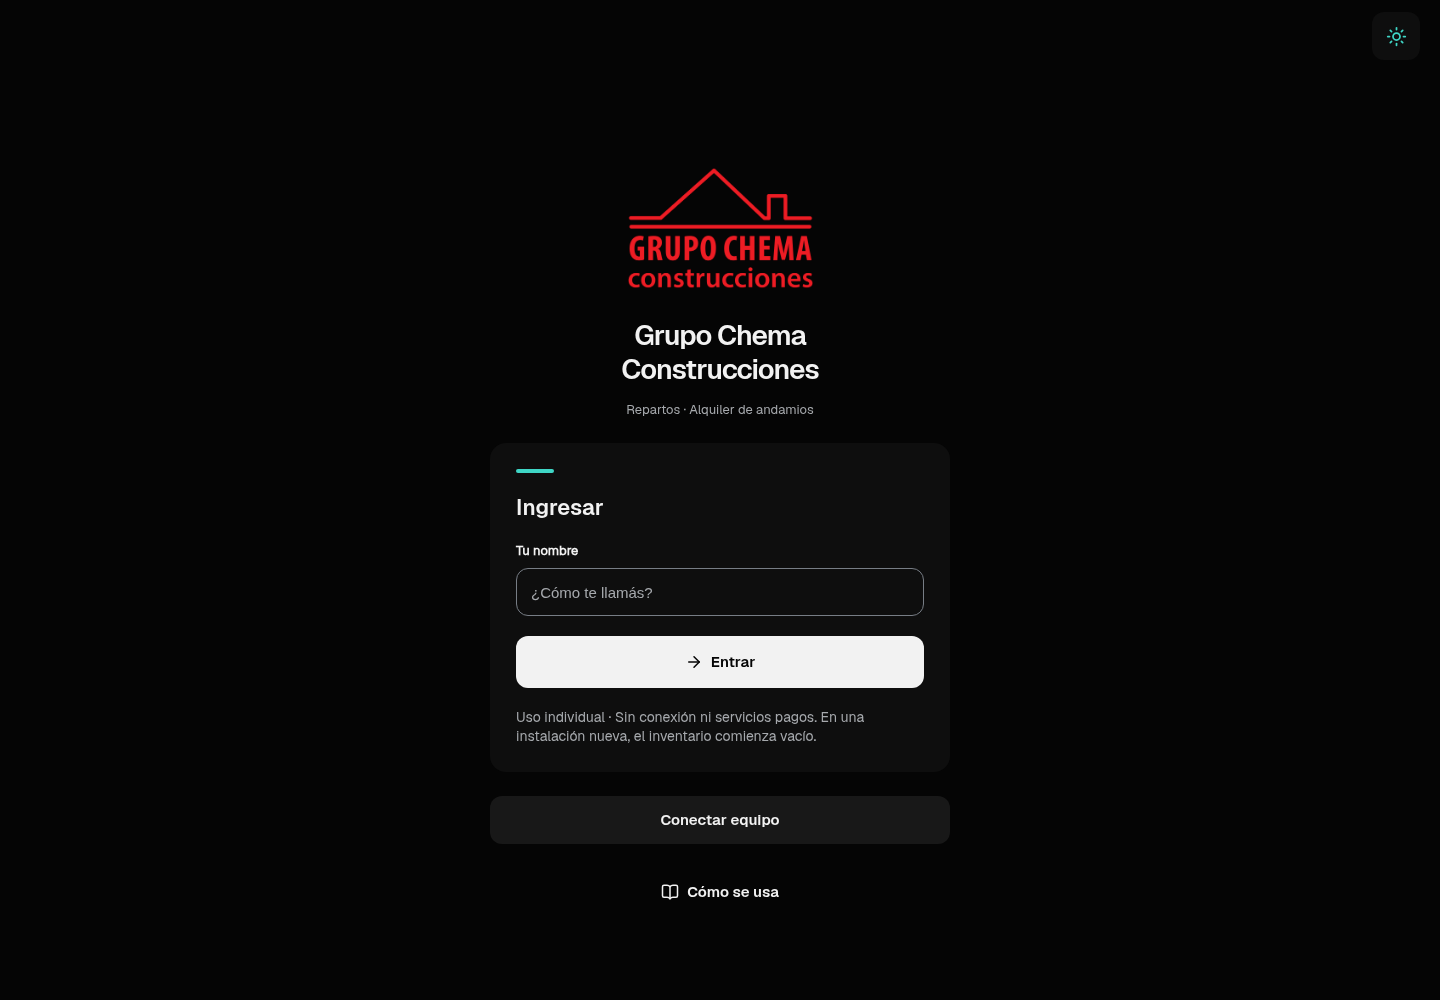 GRUPO CHEMA
construcciones
Grupo Chema
Construcciones
Repartos · Alquiler de andamios
Ingresar
Tu nombre
¿Cómo te llamás?
Entrar
Uso individual · Sin conexión ni servicios pagos. En una
instalación nueva, el inventario comienza vacío.
Conectar equipo
Cómo se usa